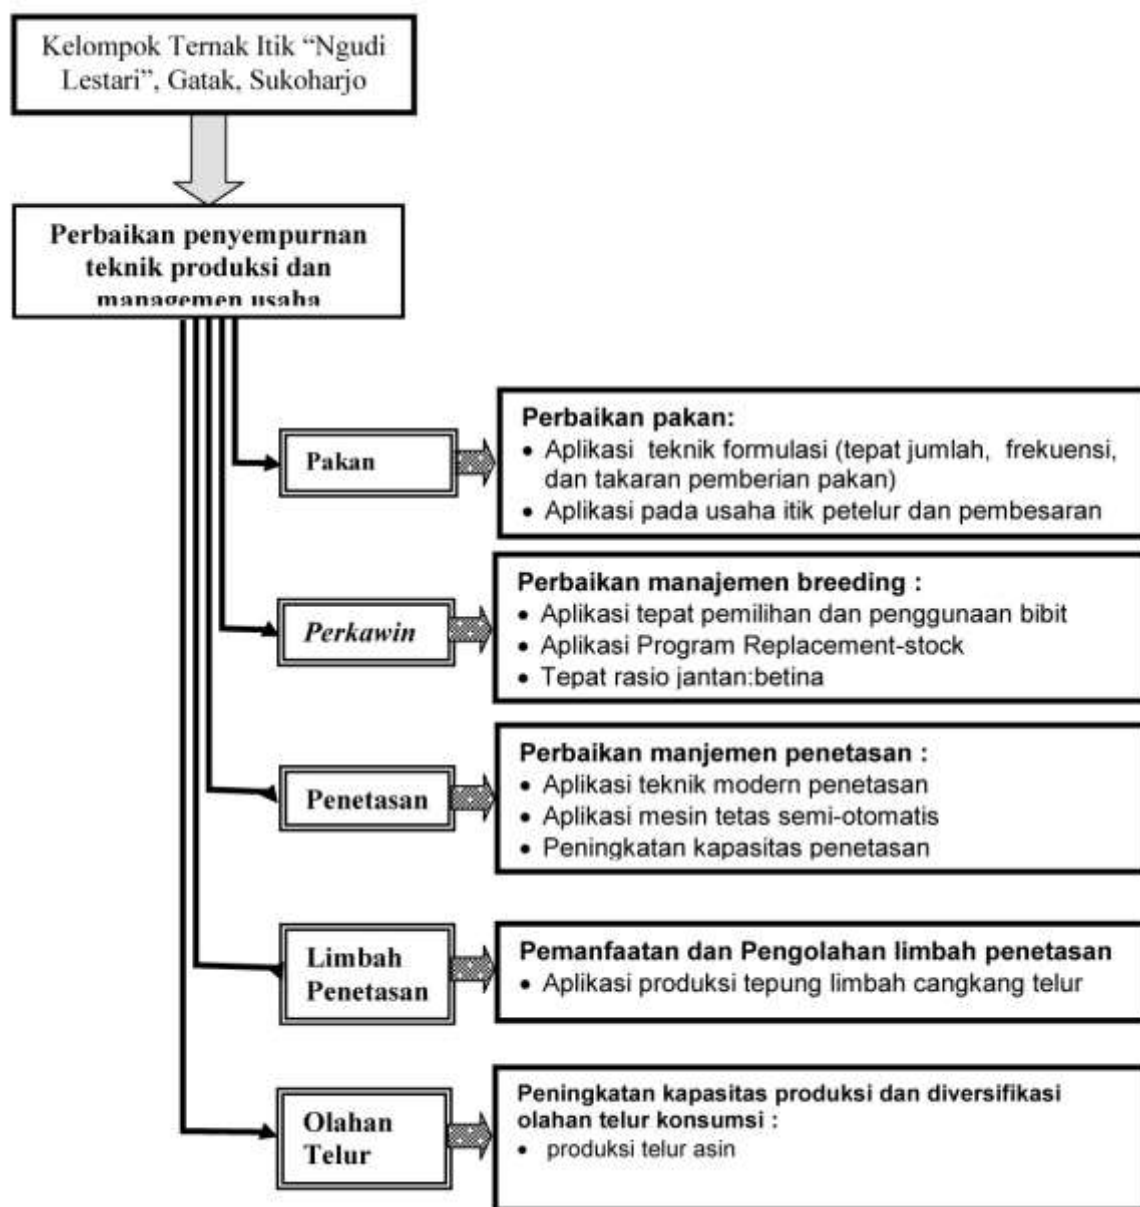 Kelompok Ternak Itik “Ngudi
Lestari”, Gatak, Sukoharjo
Perbaikan penyempurnan
teknik produksi dan
managemen usaha
Pakan
Perbaikan pakan:
• Aplikasi teknik formulasi (tepat jumlah, frekuensi,
dan takaran pemberian pakan)
• Aplikasi pada usaha itik petelur dan pembesaran
Perkawin
Perbaikan manajemen breeding :
• Aplikasi tepat pemilihan dan penggunaan bibit
• Aplikasi Program Replacement-stock
• Tepat rasio jantan:betina
Penetasan
Perbaikan manjemen penetasan :
• Aplikasi teknik modern penetasan
• Aplikasi mesin tetas semi-otomatis
• Peningkatan kapasitas penetasan
Limbah
Penetasan
Pemanfaatan dan Pengolahan limbah penetasan
• Aplikasi produksi tepung limbah cangkang telur
Olahan
Telur
Peningkatan kapasitas produksi dan diversifikasi
olahan telur konsumsi :
• produksi telur asin